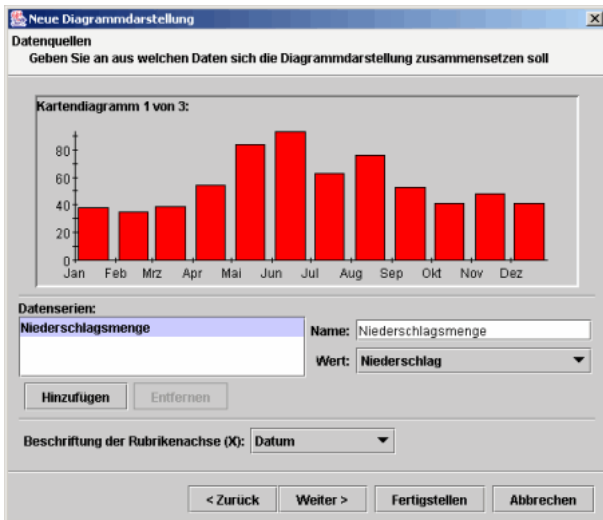 Neue Diagrammdarstellung
Datenquellen
Geben Sie an aus welchen Daten sich die Diagrammdarstellung zusammensetzen soll
Kartendiagramm 1 von 3:
80
60
40
20
0
Jan Feb Mrz Apr Mai Jun Jul Aug Sep Okt Nov Dez
Datenserien:
Niederschlagsmenge
Name: Niederschlagsmenge
Wert: Niederschlag
Hinzufügen Entfernen
Beschriftung der Rubrikenachse (X): Datum
< Zurück Weiter > Fertigstellen Abbrechen